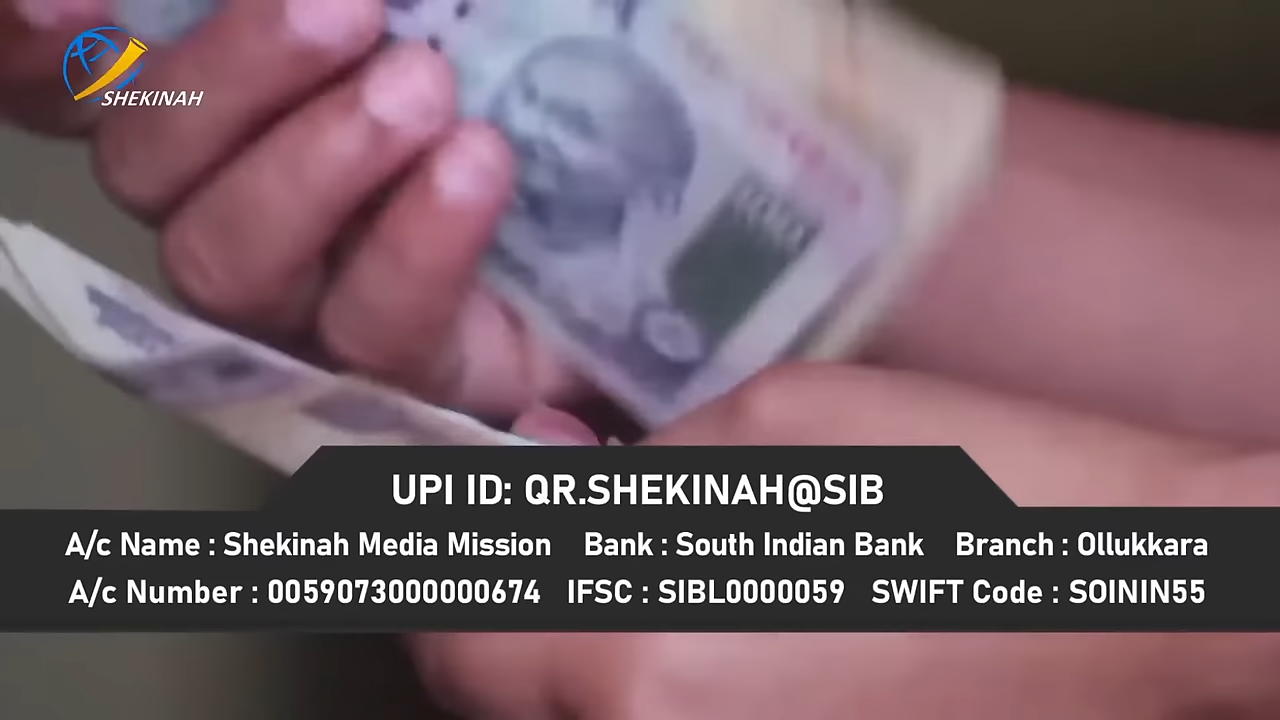 SHEKINAH
UPI ID: QR.SHEKINAH@SIB
A/c Name : Shekinah Media Mission Bank : South Indian Bank Branch : Ollukkara
A/c Number : 00590730000000674 IFSC : SIBL0000059 SWIFT Code : SOININ55